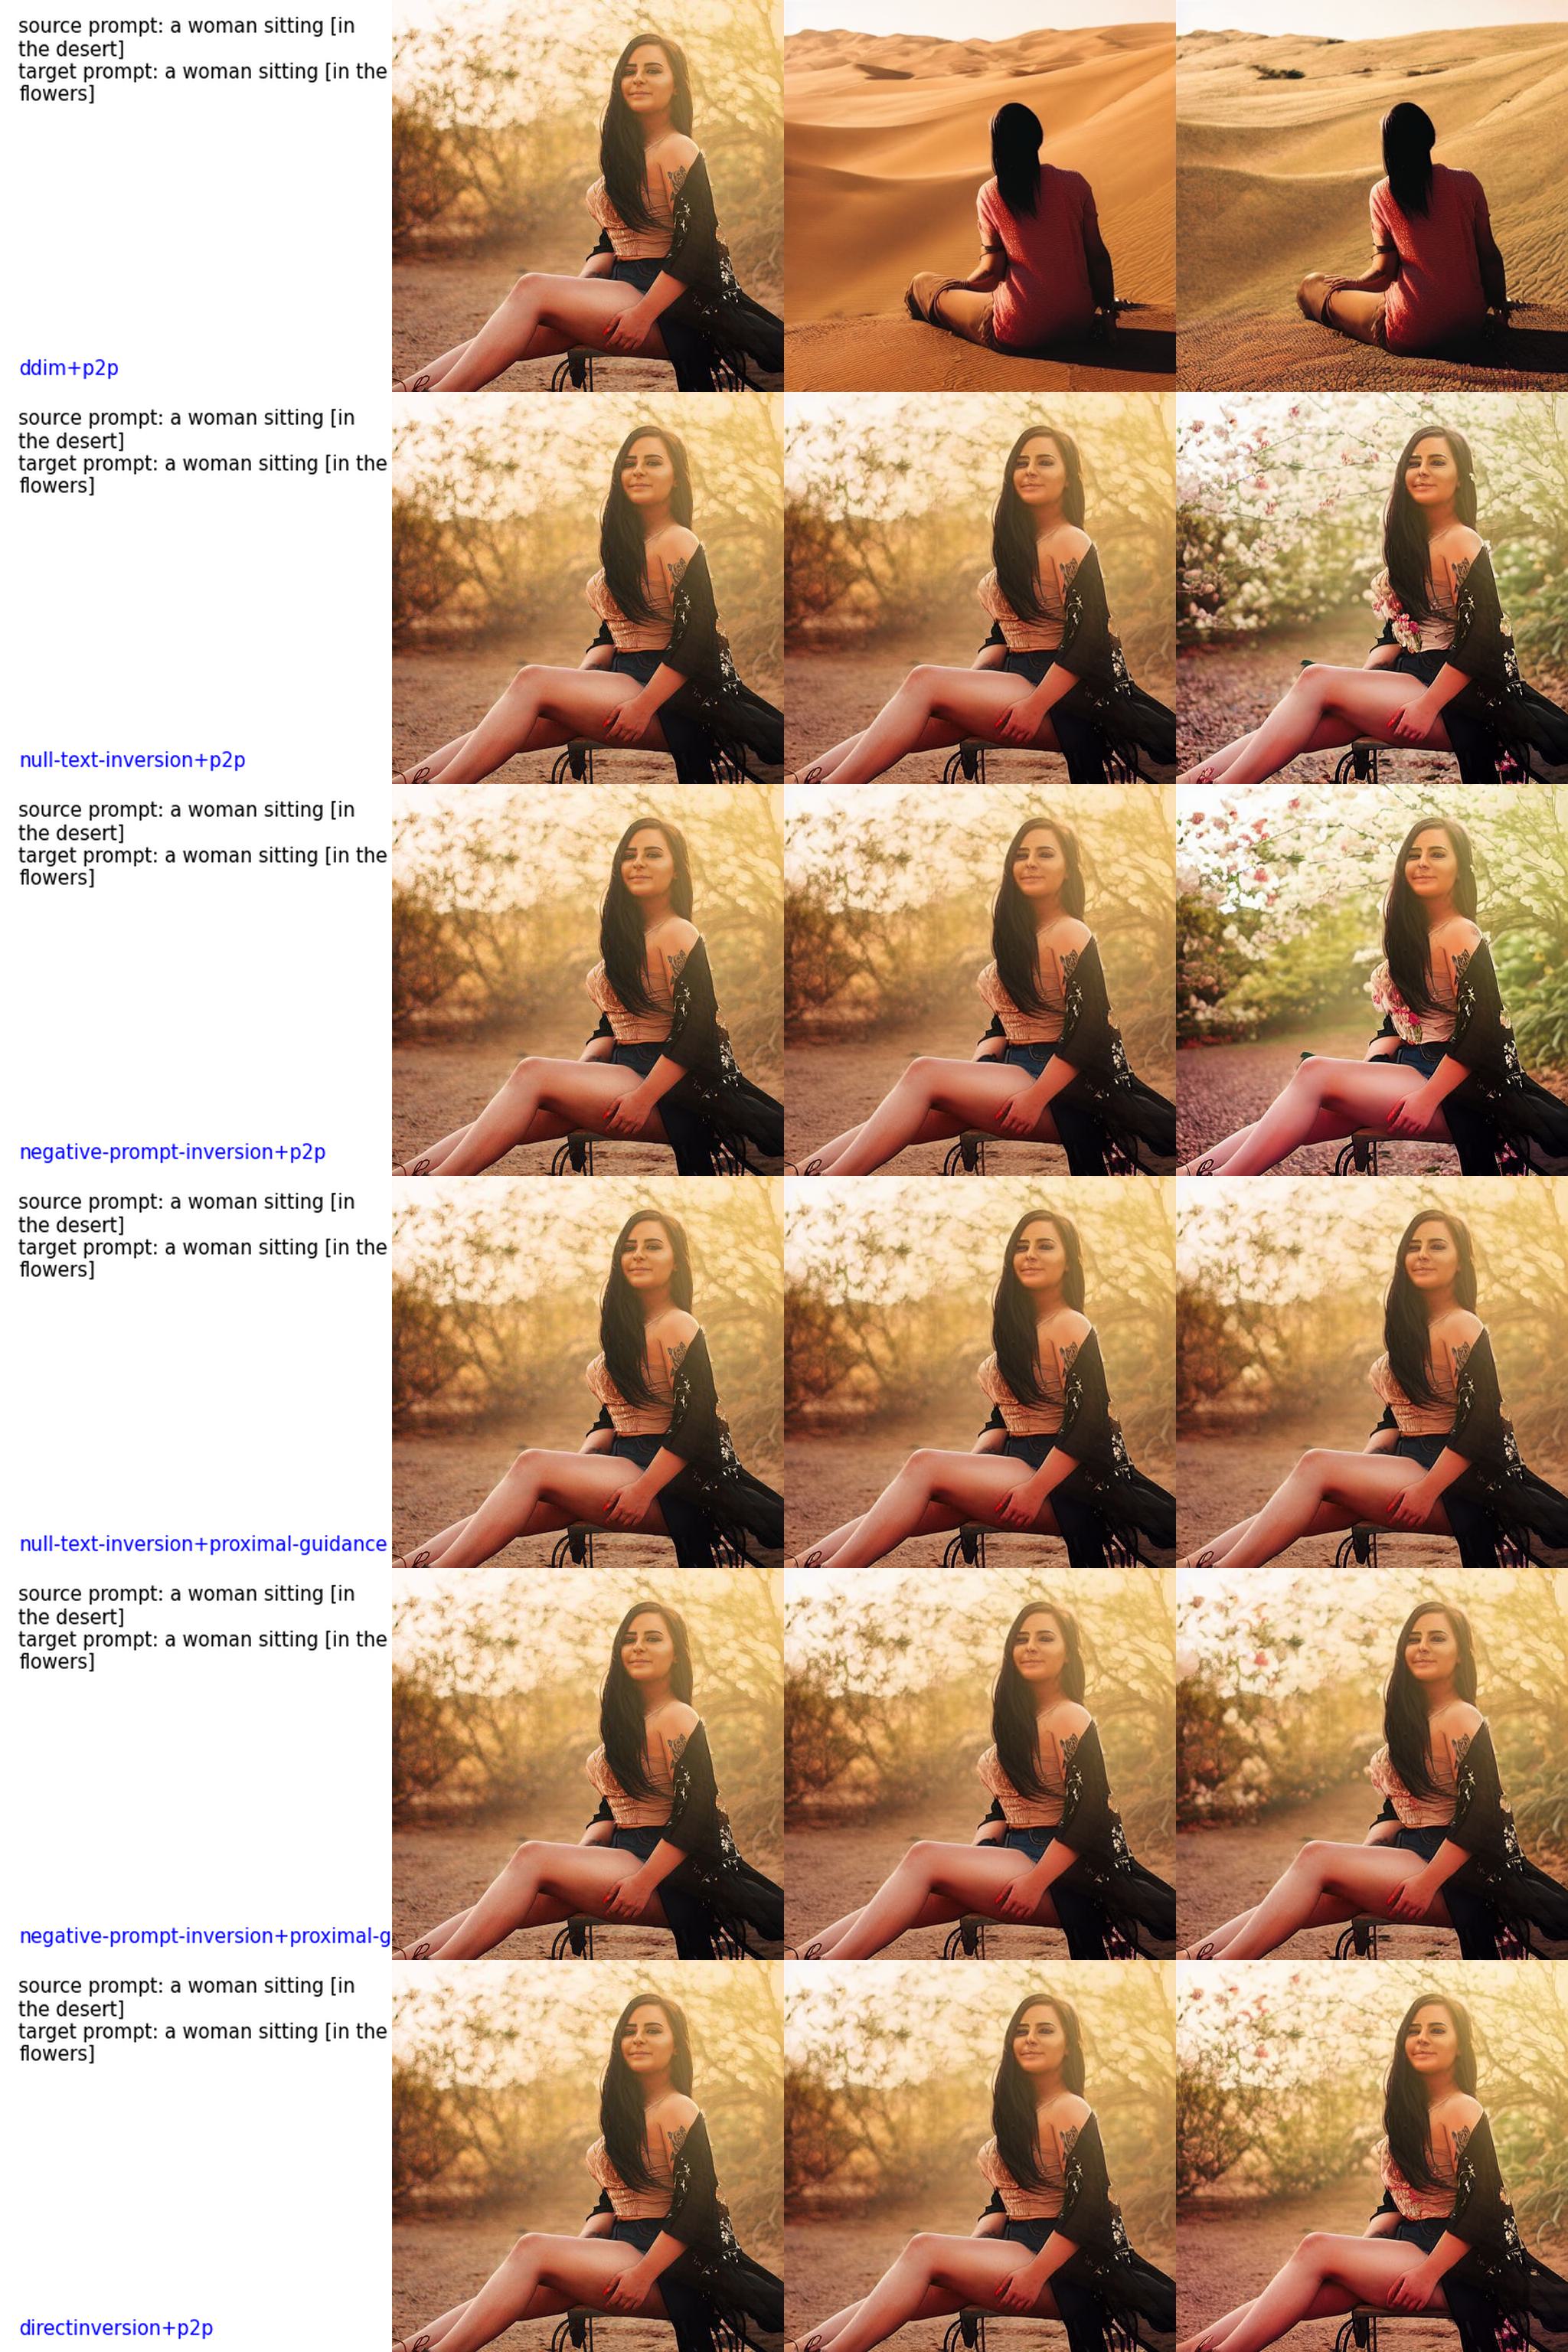 source prompt: a woman sitting [in
the desert]
target prompt: a woman sitting [in the
flowers]
ddim+p2p
source prompt: a woman sitting [in
the desert]
target prompt: a woman sitting [in the
flowers]
null-text-inversion+p2p
source prompt: a woman sitting [in
the desert]
target prompt: a woman sitting [in the
flowers]
negative-prompt-inversion+p2p
source prompt: a woman sitting [in
the desert]
target prompt: a woman sitting [in the
flowers]
null-text-inversion+proximal-guidance
source prompt: a woman sitting [in
the desert]
target prompt: a woman sitting [in the
flowers]
negative-prompt-inversion+proximal-g
source prompt: a woman sitting [in
the desert]
target prompt: a woman sitting [in the
flowers]
directinversion+p2p